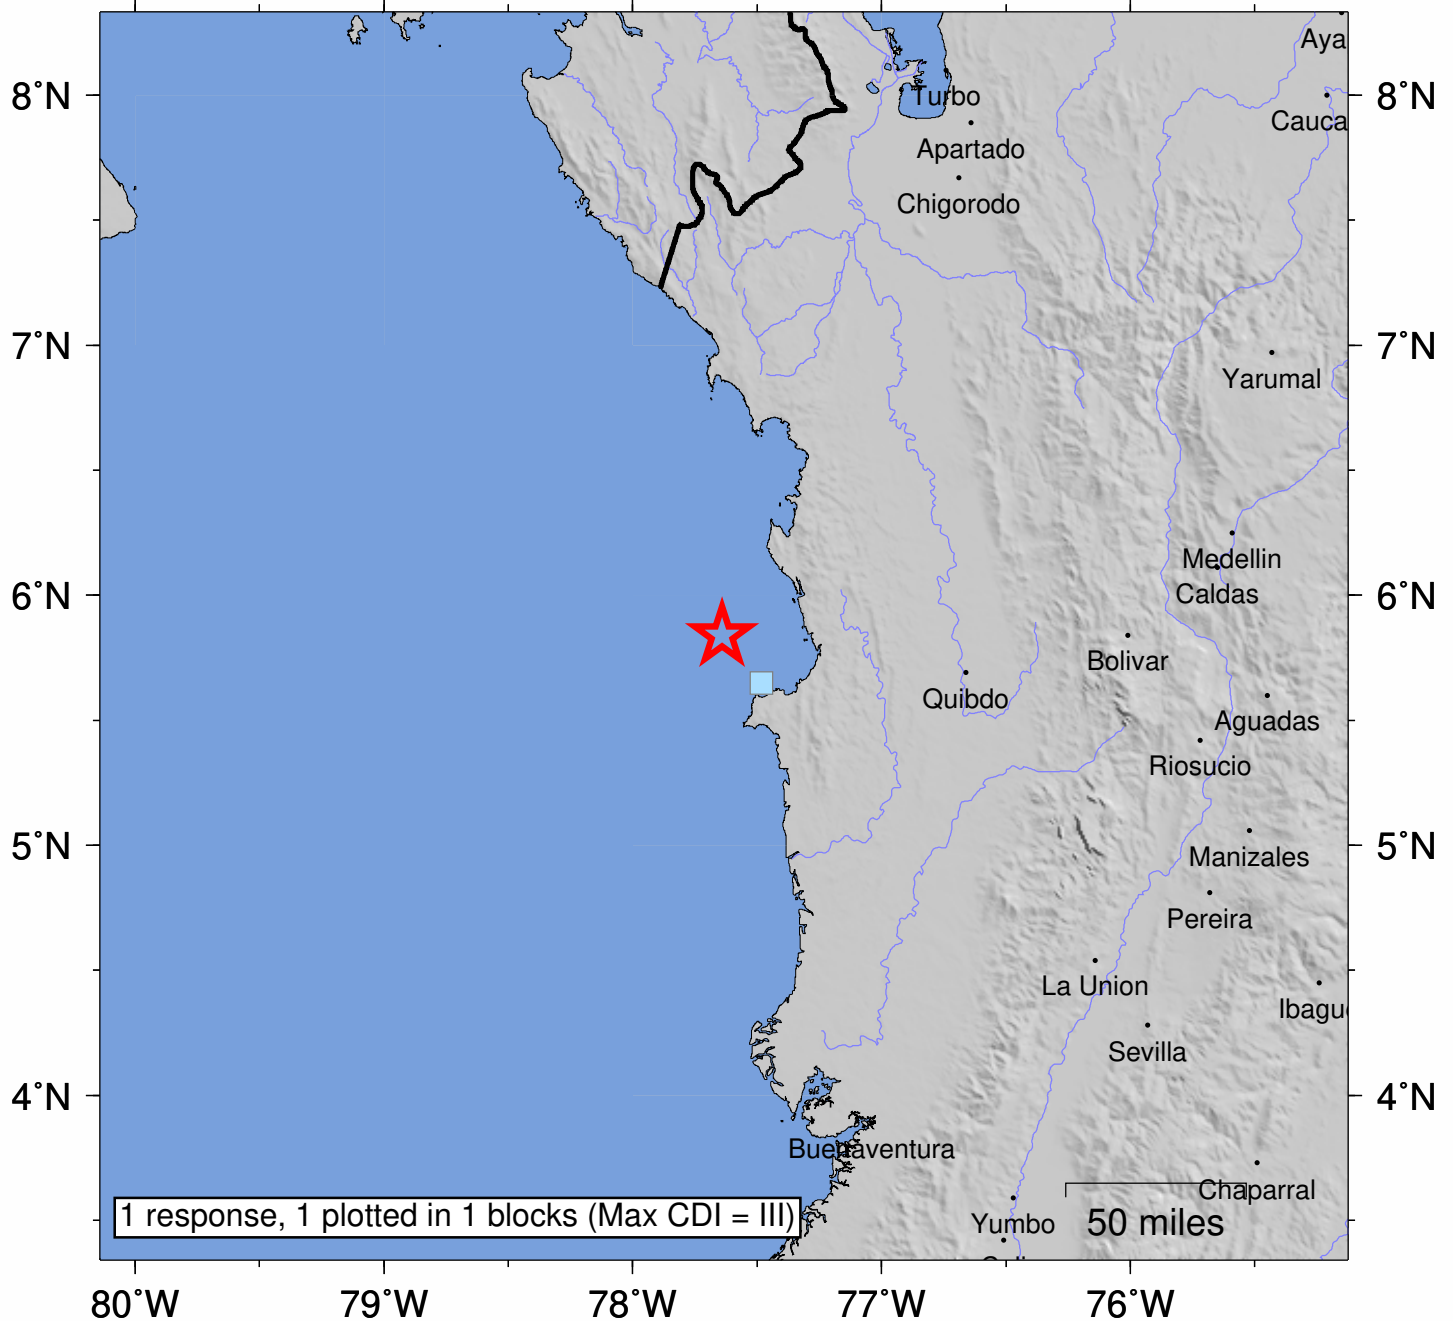 Aya
8°N
8°N
Turbo
Cauca
Apartado
Chigorodo
7°N
7°N
Yarumal
Medellin
6°N
6°N
Caldas
Bolivar
Quibdo
Aguadas
Riosucio
5°N
5°N
Manizales
Pereira
La Union
Ibagu
Sevilla
4°N
4°N
Buenaventura
Chaparral
1 response, 1 plotted in 1 blocks (Max CDI = III)
Yumbo
50 miles
80°W
79°W
78°W
77°W
76°W